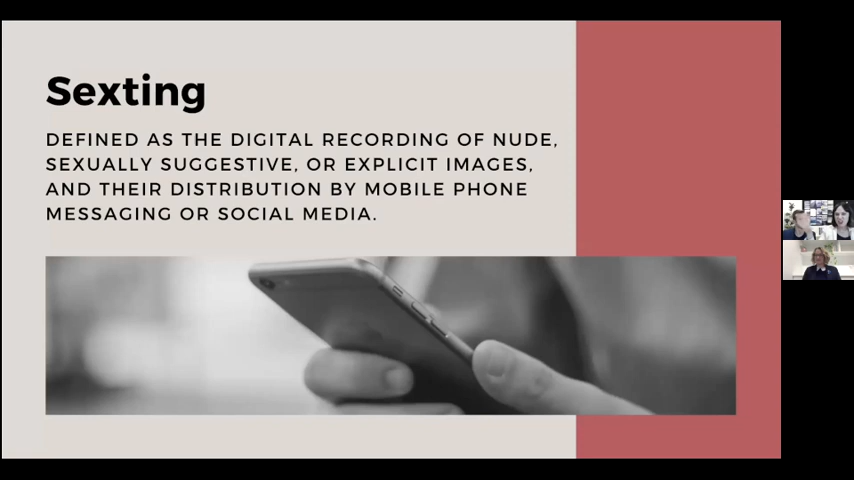 Sexting
DEFINED AS THE DIGITAL RECORDING OF NUDE,
SEXUALLY SUGGESTIVE, OR EXPLICIT IMAGES,
AND THEIR DISTRIBUTION BY MOBILE PHONE
MESSAGING OR SOCIAL MEDIA.